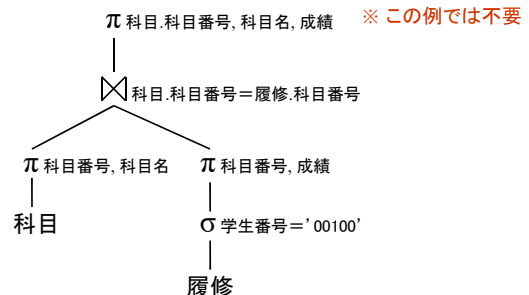 π 科目.科目番号, 科目名, 成績 ※ この例では不要
⋈ 科目.科目番号=履修.科目番号
π 科目番号, 科目名 π 科目番号, 成績
科目 σ 学生番号='00100'
履修